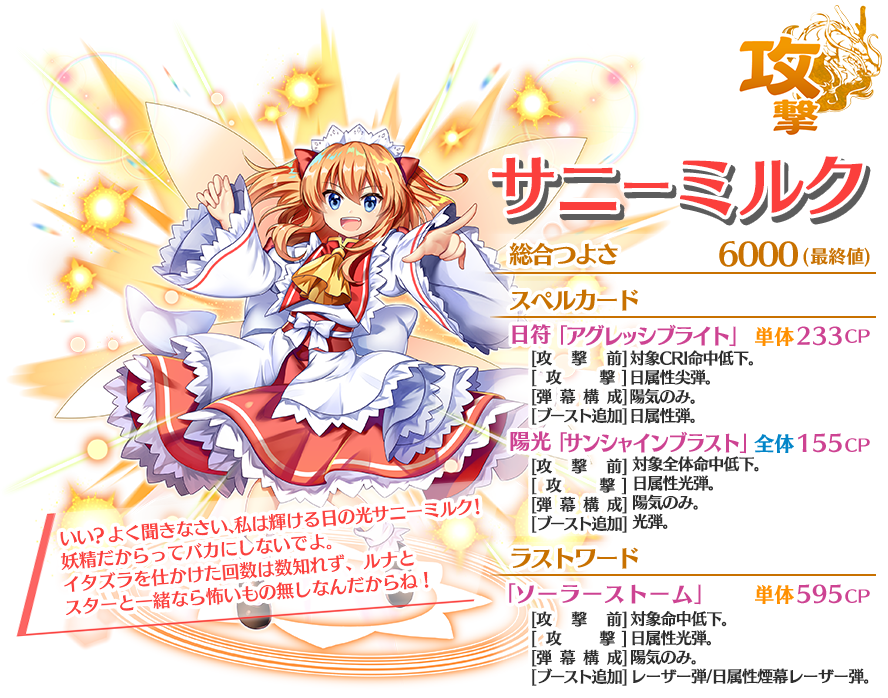 攻撃
サニーミルク
総合つよさ 6000(最終値)
スペルカード
日符「アグレッシブライト」 単体233CP
[攻撃前]対象CRI命中低下。
[攻撃]日属性尖弾。
[弾幕構成]陽気のみ。
[ブースト追加]日属性弾。
陽光「サンシャインブラスト」全体155CP
[攻撃前]対象全体命中低下。
[攻撃]日属性光弾。
[弾幕構成]陽気のみ。
[ブースト追加]光弾。
ラストワード
「ソーラーストーム」 単体595CP
[攻撃前]対象命中低下。
[攻撃]日属性光弾。
[弾幕構成]陽気のみ。
[ブースト追加]レーザー弾/日属性煙幕レーザー弾。
いい?よく聞きなさい、私は輝ける日の光サニーミルク!
妖精だからってバカにしないでよ。
イタズラを仕かけた回数は数知れず、ルナと
スターと一緒なら怖いもの無しなんだからね!